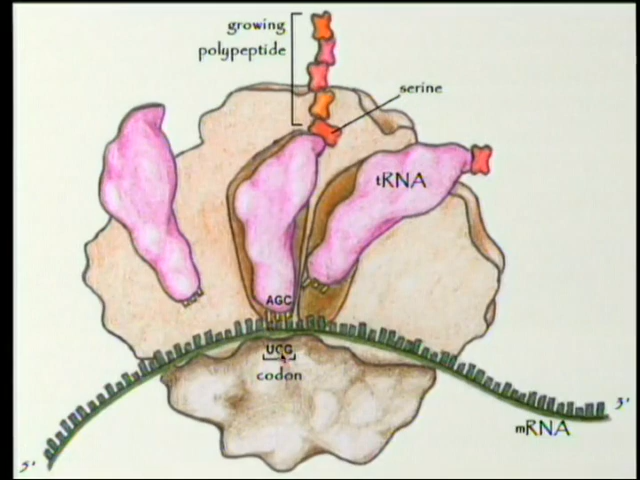 growing
polypeptide
serine
tRNA
AGC
UCG
codon
3'
mRNA
5'